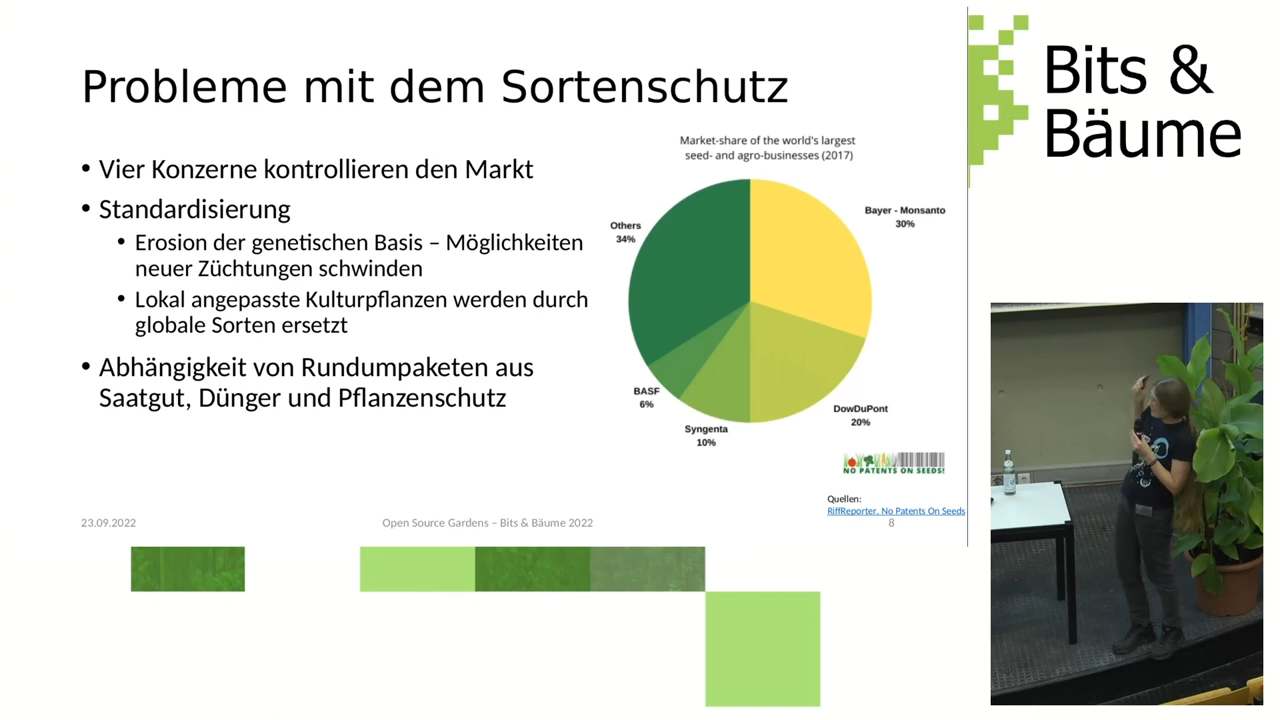 Probleme mit dem Sortenschutz
• Vier Konzerne kontrollieren den Markt
• Standardisierung
• Erosion der genetischen Basis – Möglichkeiten
neuer Züchtungen schwinden
• Lokal angepasste Kulturpflanzen werden durch
globale Sorten ersetzt
• Abhängigkeit von Rundumpaketen aus
Saatgut, Dünger und Pflanzenschutz
Market-share of the world's largest
seed- and agro-businesses (2017)
Bayer - Monsanto
30%
Others
34%
BASF
6%
Syngenta
10%
DowDuPont
20%
NO PATENTS ON SEEDS!
Quellen:
RiffReporter, No Patents On Seeds
23.09.2022
Open Source Gardens – Bits & Bäume 2022
8
Bits &
Bäume